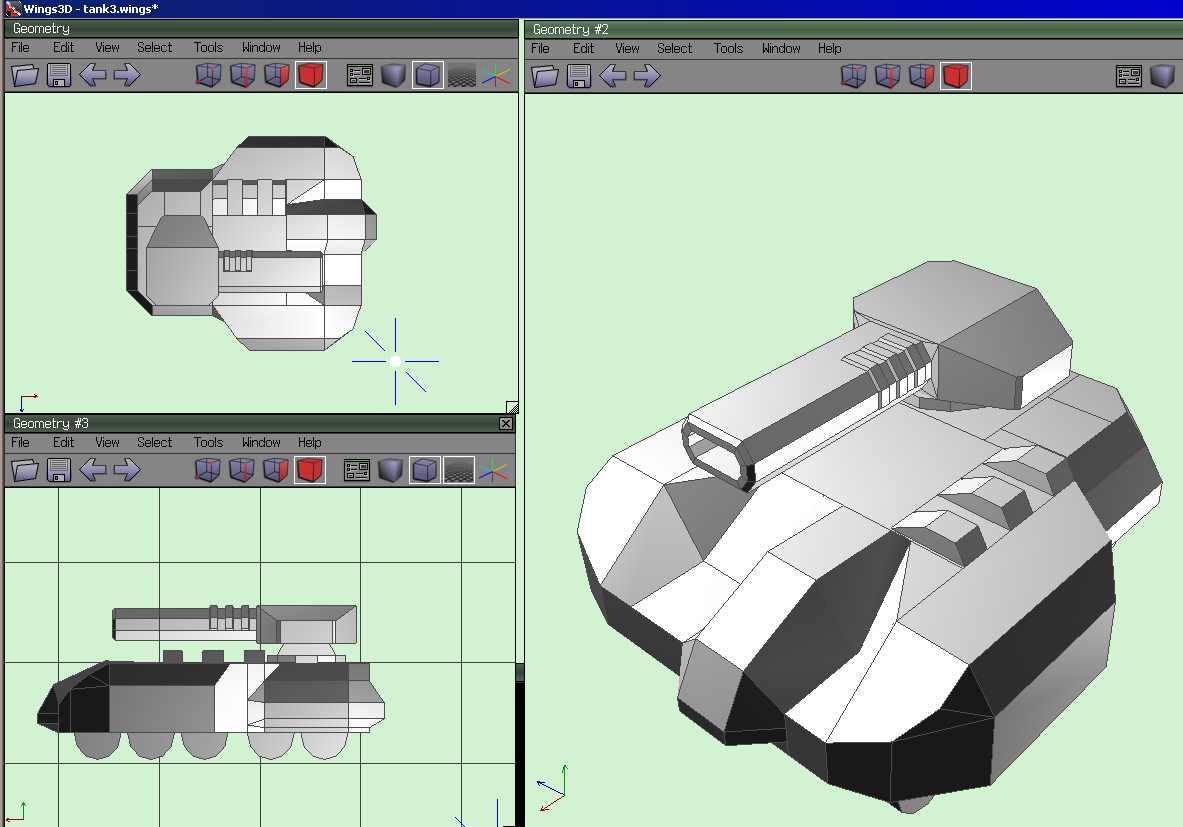 Wings3D - tank3.wings*
Geometry
File Edit View Select Tools Window Help
Geometry #2
File Edit View Select Tools Window Help
Geometry #3
File Edit View Select Tools Window Help